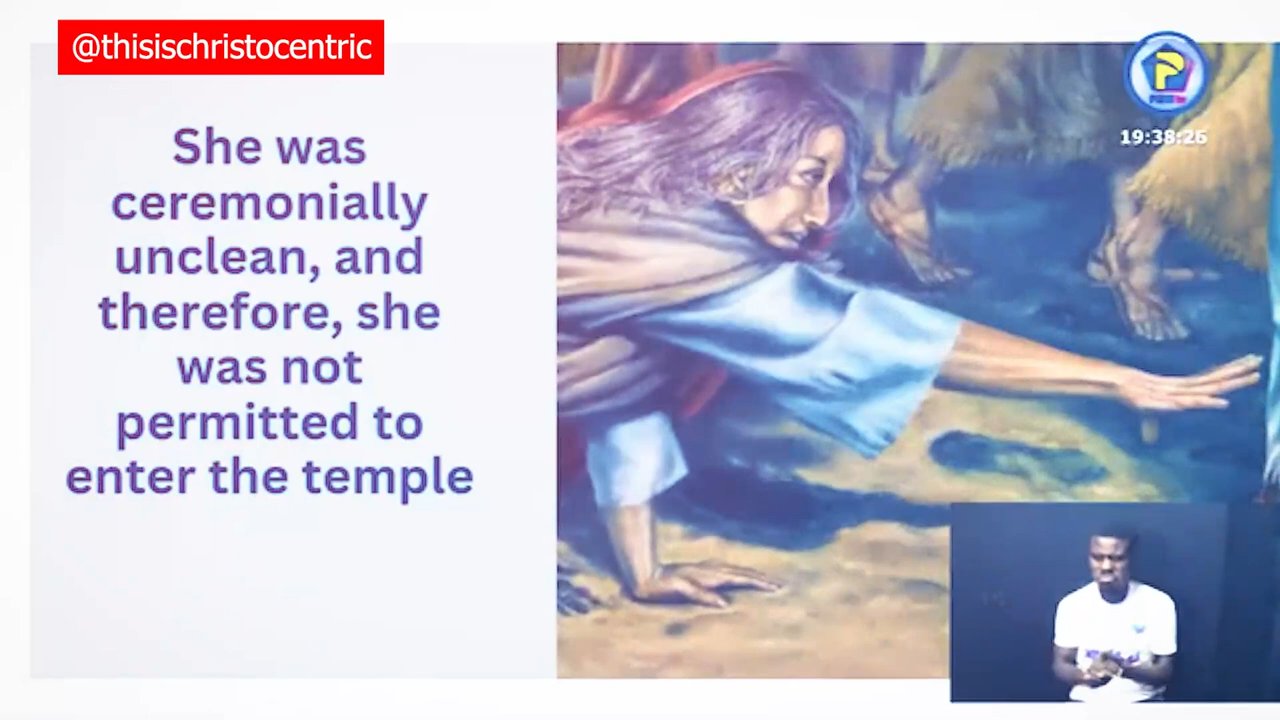 @thisischristocentric
19:38:26
She was
ceremonially
unclean, and
therefore, she
was not
permitted to
enter the temple